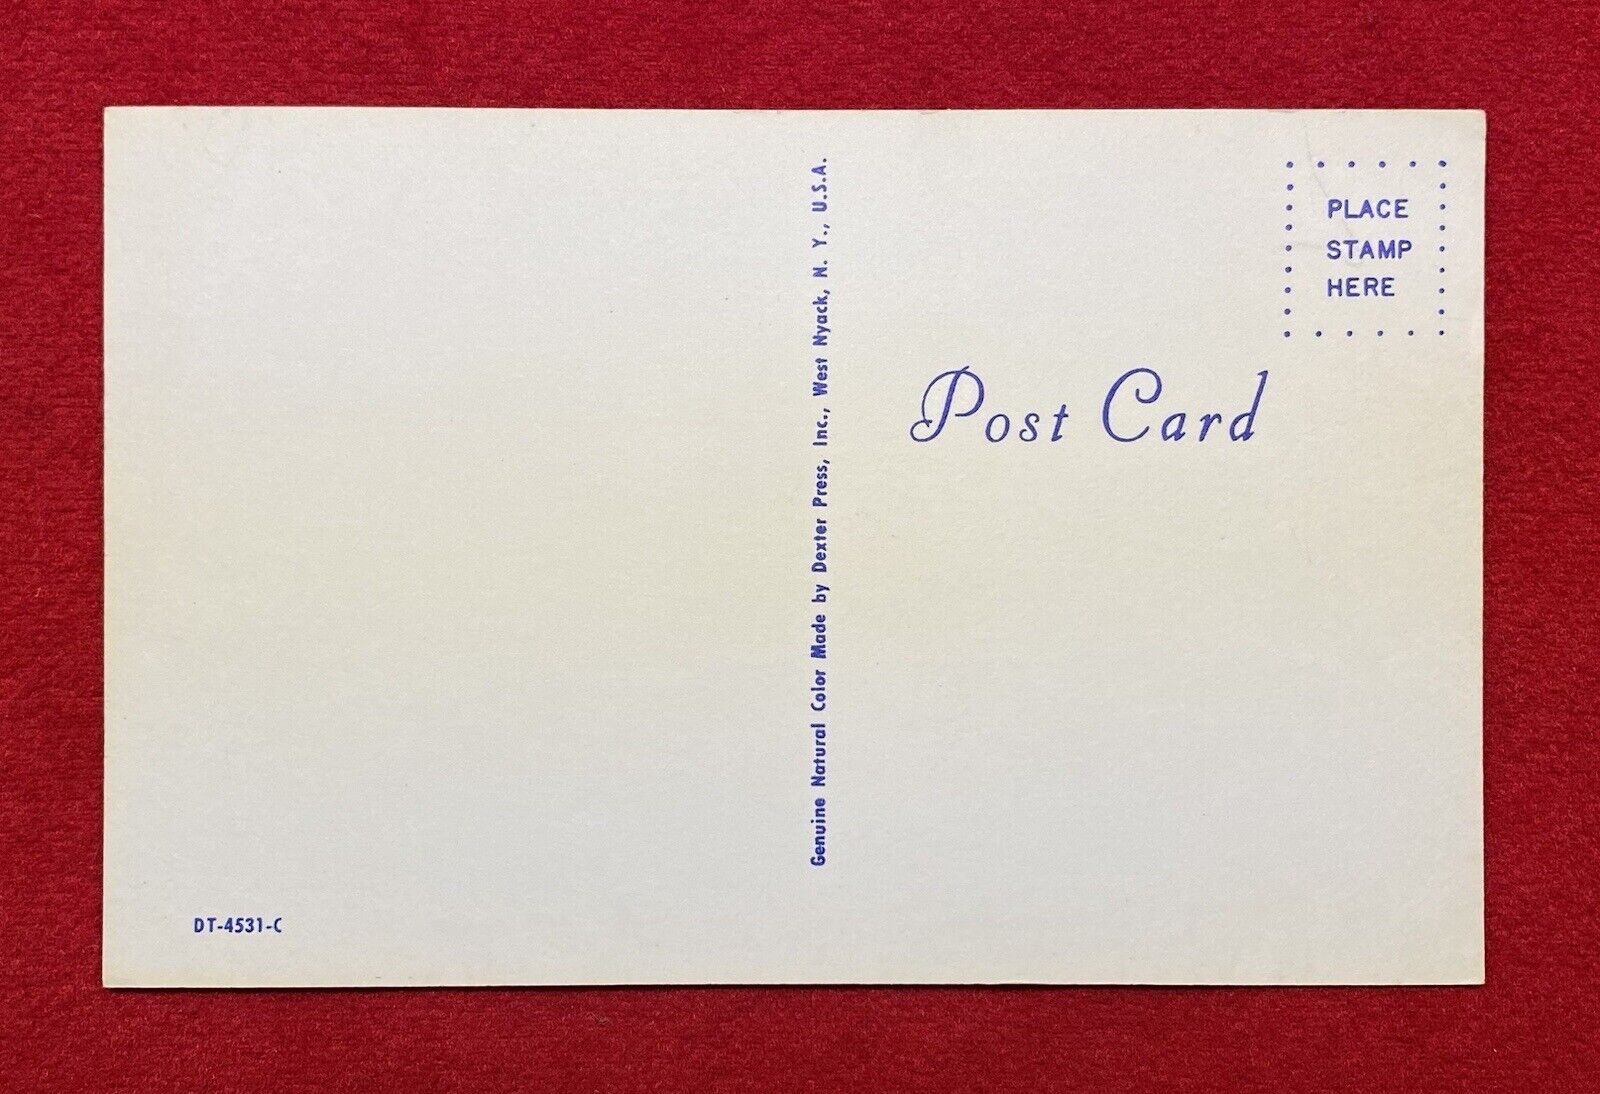 Genuine Natural Color Made by Dexter Press, Inc., West Nyack, N. Y., U.S.A.
PLACE
STAMP
HERE
Post Card
DT-4531-C